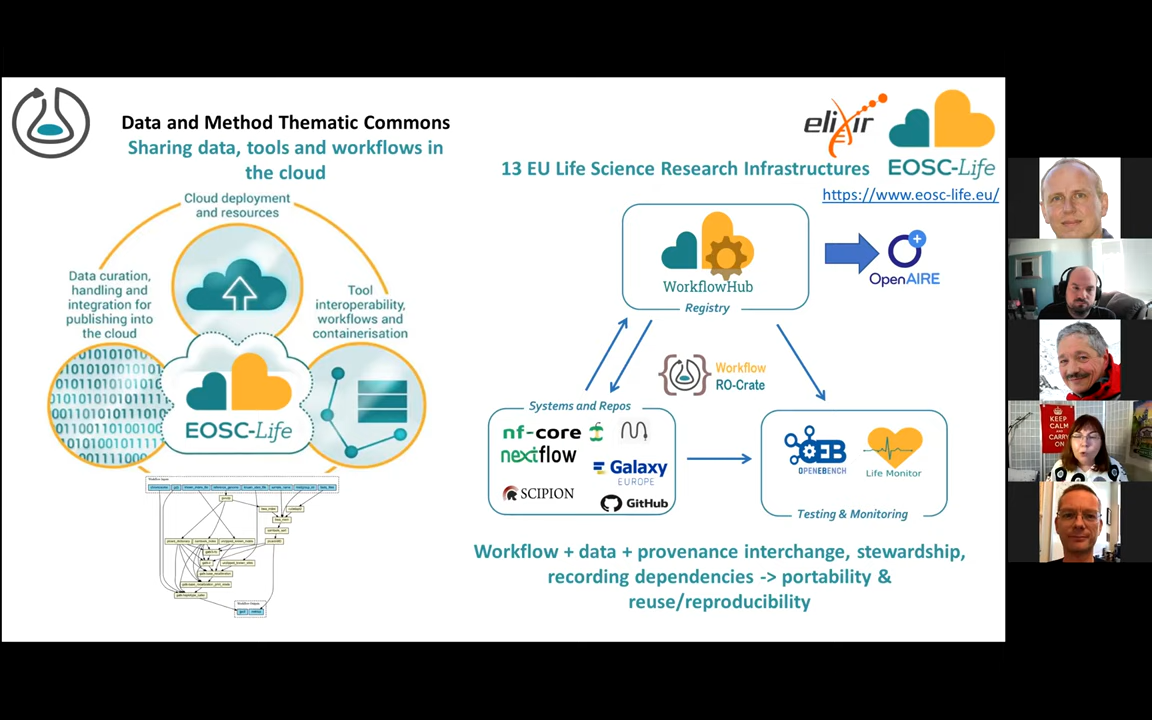 Data and Method Thematic Commons
Sharing data, tools and workflows in
the cloud
Cloud deployment
and resources
Data curation,
handling and
integration for
publishing into
the cloud
Tool
interoperability,
workflows and
containerisation
EOSC-Life
elixir
EOSC-Life
13 EU Life Science Research Infrastructures
https://www.eosc-life.eu/
WorkflowHub
Registry
OpenAIRE
Workflow
RO-Crate
Systems and Repos
nf-core
nextflow
Galaxy
EUROPE
SCIPION
GitHub
OEB
OPENEBENCH
Life Monitor
Testing & Monitoring
Workflow + data + provenance interchange, stewardship,
recording dependencies -> portability &
reuse/reproducibility
KEEP
CALM
AND
CARRY
ON